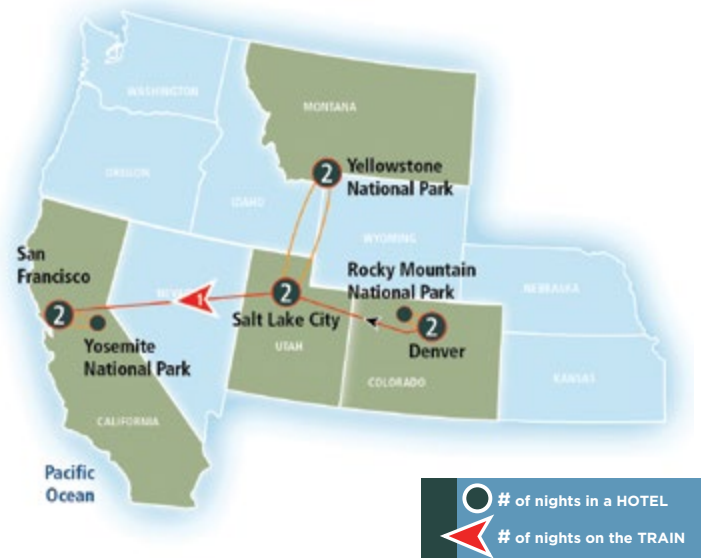 WASHINGTON
MONTANA
OREGON
IDAHO
2
Yellowstone
National Park
WYOMING
San
Francisco
2
NEVADA
1
2
Salt Lake City
UTAH
Rocky Mountain
National Park
2
Denver
NEBRASKA
Yosemite
National Park
COLORADO
KANSAS
CALIFORNIA
Pacific
Ocean
# of nights in a HOTEL
# of nights on the TRAIN